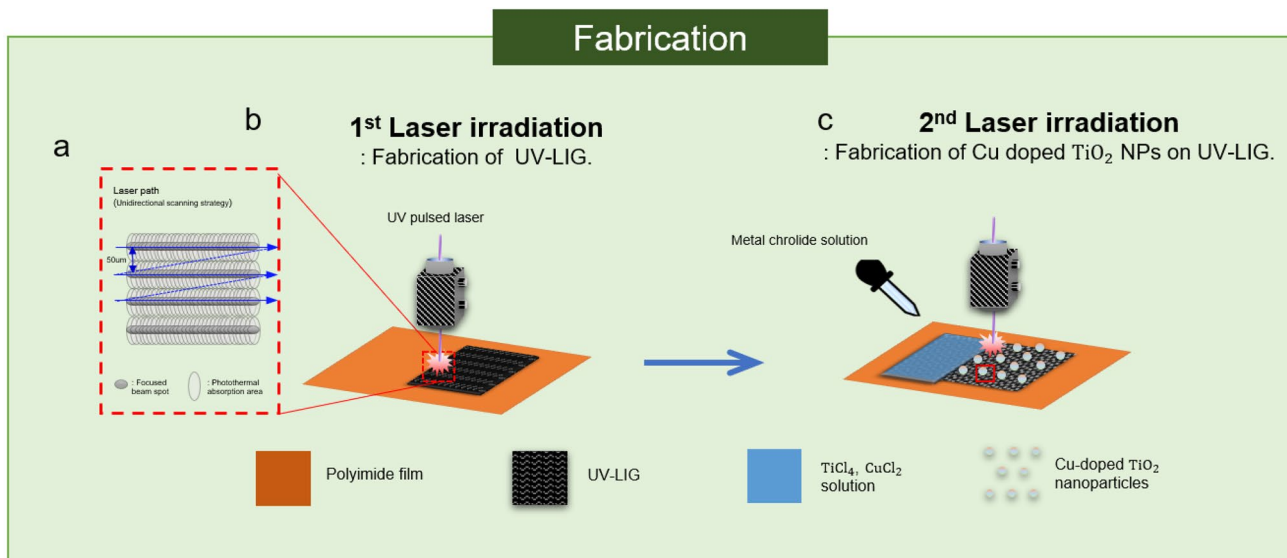 Fabrication
a
Laser path
(Unidirectional scanning strategy)
50um
: Focused
beam spot
: Photothermal
absorption area
b
1st Laser irradiation
: Fabrication of UV-LIG.
UV pulsed laser
c
2nd Laser irradiation
: Fabrication of Cu doped TiO2 NPs on UV-LIG.
Metal chrolide solution
Polyimide film
UV-LIG
TiCl4, CuCl2
solution
Cu-doped TiO2
nanoparticles